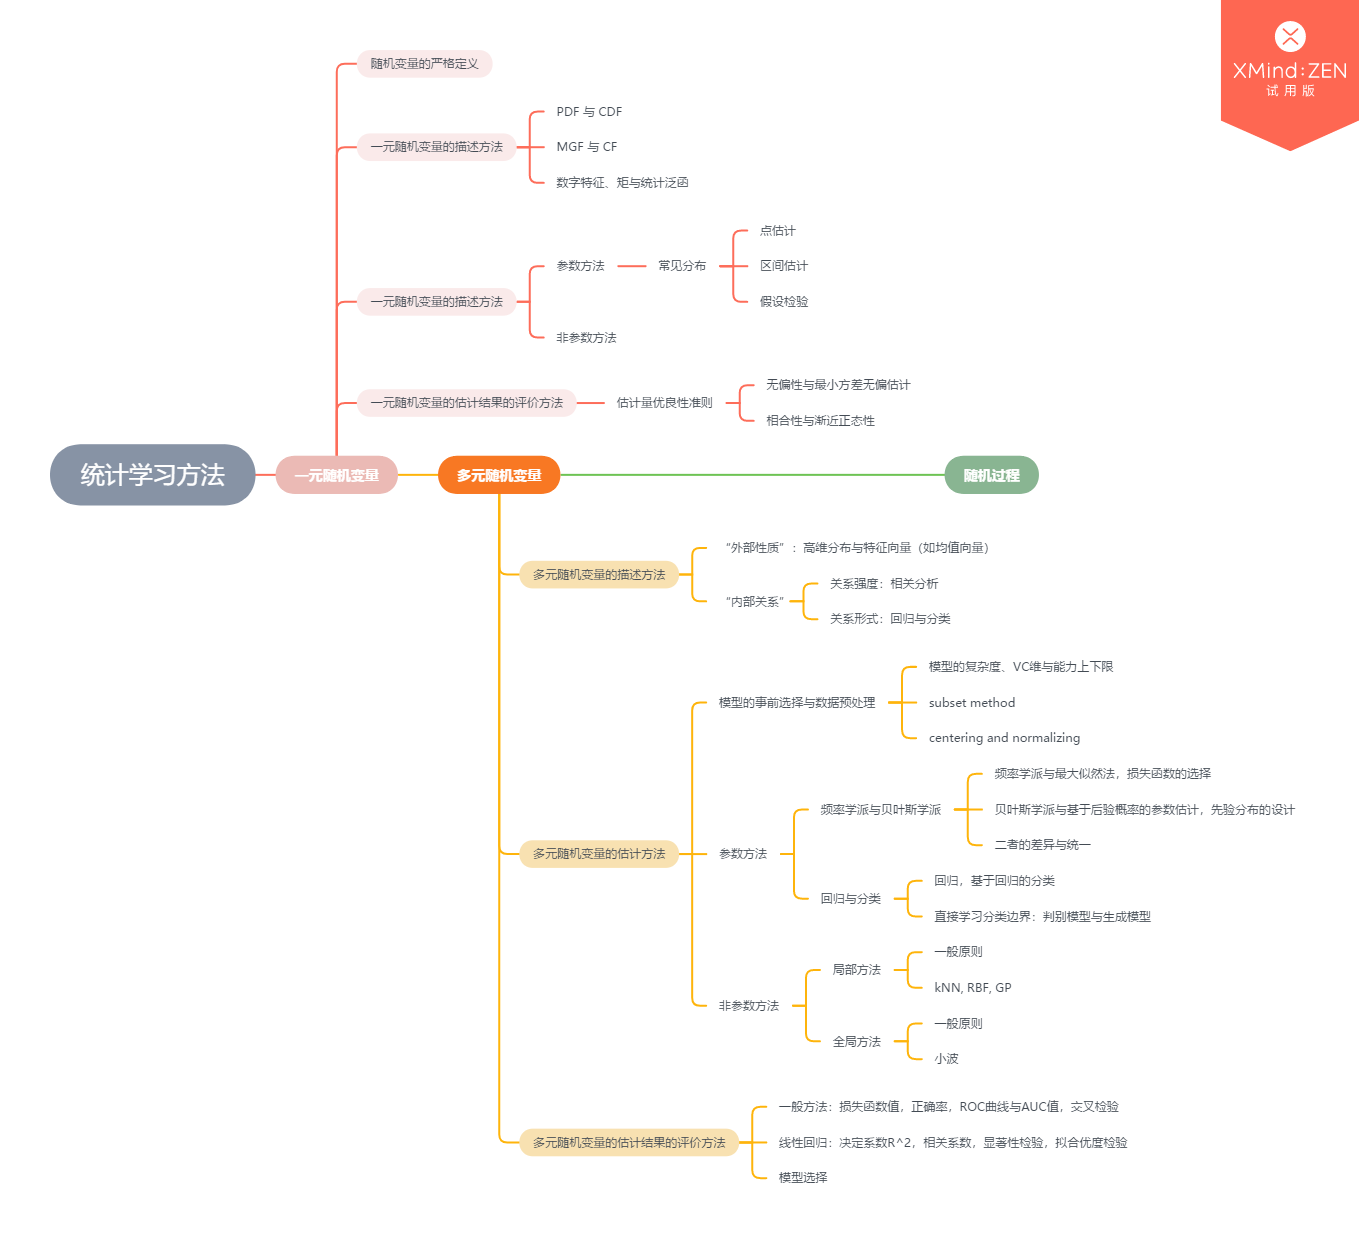 XMind:ZEN
试用版
随机变量的严格定义
一元随机变量的描述方法
PDF 与 CDF
MGF 与 CF
数字特征、矩与统计泛函
一元随机变量的描述方法
参数方法
常见分布
点估计
区间估计
假设检验
非参数方法
一元随机变量的估计结果的评价方法
估计量优良性准则
无偏性与最小方差无偏估计
相合性与渐近正态性
统计学习方法
一元随机变量
多元随机变量
随机过程
多元随机变量的描述方法
“外部性质”：高维分布与特征向量（如均值向量）
“内部关系”
关系强度：相关分析
关系形式：回归与分类
多元随机变量的估计方法
模型的事前选择与数据预处理
模型的复杂度、VC维与能力上下限
subset method
centering and normalizing
参数方法
频率学派与贝叶斯学派
频率学派与最大似然法，损失函数的选择
贝叶斯学派与基于后验概率的参数估计，先验分布的设计
二者的差异与统一
回归与分类
回归，基于回归的分类
直接学习分类边界：判别模型与生成模型
非参数方法
局部方法
一般原则
kNN, RBF, GP
全局方法
一般原则
小波
多元随机变量的估计结果的评价方法
一般方法：损失函数值，正确率，ROC曲线与AUC值，交叉检验
线性回归：决定系数R^2，相关系数，显著性检验，拟合优度检验
模型选择